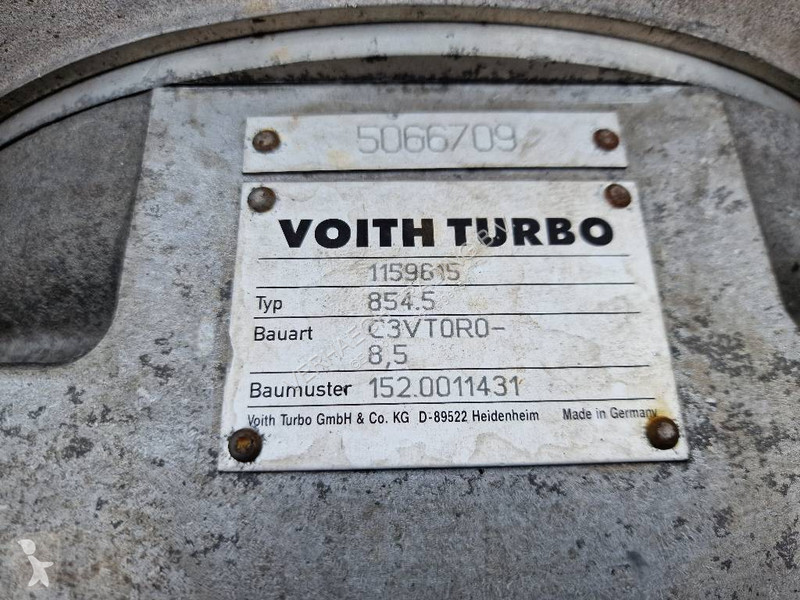 5066709
VOITH TURBO
1159615
Typ 854.5
Bauart C3VTOR0-
8,5
Baumuster 152.0011431
Voith Turbo GmbH & Co. KG D-89522 Heidenheim Made in Germany